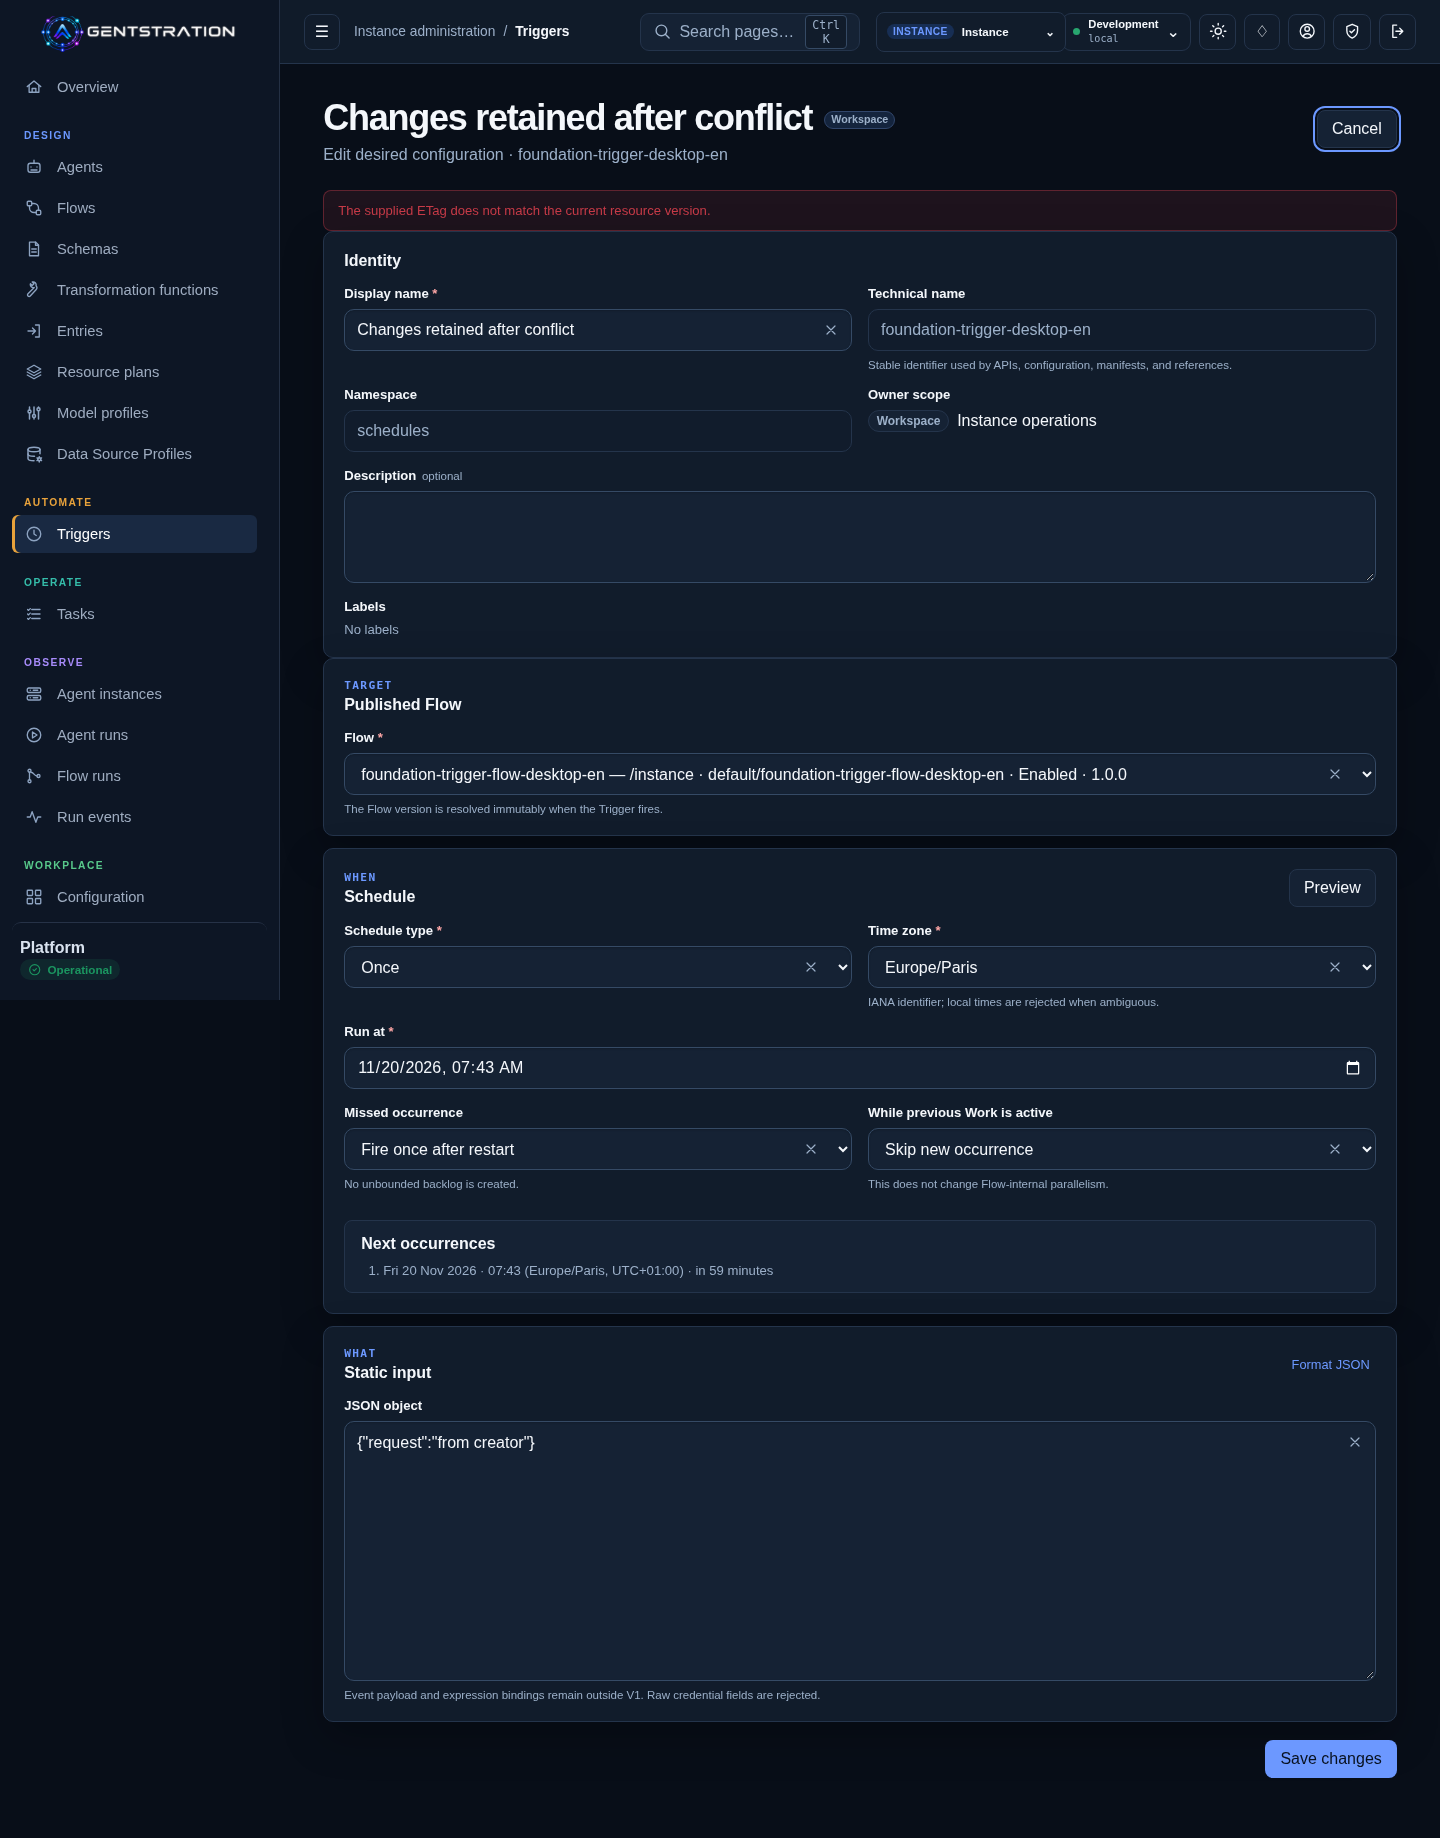 GENTSTRATION
Overview
DESIGN
Agents
Flows
Schemas
Transformation functions
Entries
Resource plans
Model profiles
Data Source Profiles
AUTOMATE
Triggers
OPERATE
Tasks
OBSERVE
Agent instances
Agent runs
Flow runs
Run events
WORKPLACE
Configuration
Platform
Operational
Instance administration / Triggers
Search pages… Ctrl K
INSTANCE Instance
Development
local
Changes retained after conflict Workspace
Edit desired configuration · foundation-trigger-desktop-en
Cancel
The supplied ETag does not match the current resource version.
Identity
Display name * Technical name
Changes retained after conflict foundation-trigger-desktop-en
Stable identifier used by APIs, configuration, manifests, and references.
Namespace Owner scope
schedules Workspace Instance operations
Description optional
Labels
No labels
TARGET
Published Flow
Flow *
foundation-trigger-flow-desktop-en — /instance · default/foundation-trigger-flow-desktop-en · Enabled · 1.0.0
The Flow version is resolved immutably when the Trigger fires.
WHEN
Schedule
Preview
Schedule type * Time zone *
Once Europe/Paris
IANA identifier; local times are rejected when ambiguous.
Run at *
11/20/2026, 07:43 AM
Missed occurrence While previous Work is active
Fire once after restart Skip new occurrence
No unbounded backlog is created. This does not change Flow-internal parallelism.
Next occurrences
1. Fri 20 Nov 2026 · 07:43 (Europe/Paris, UTC+01:00) · in 59 minutes
WHAT
Static input
Format JSON
JSON object
{"request":"from creator"}
Event payload and expression bindings remain outside V1. Raw credential fields are rejected.
Save changes